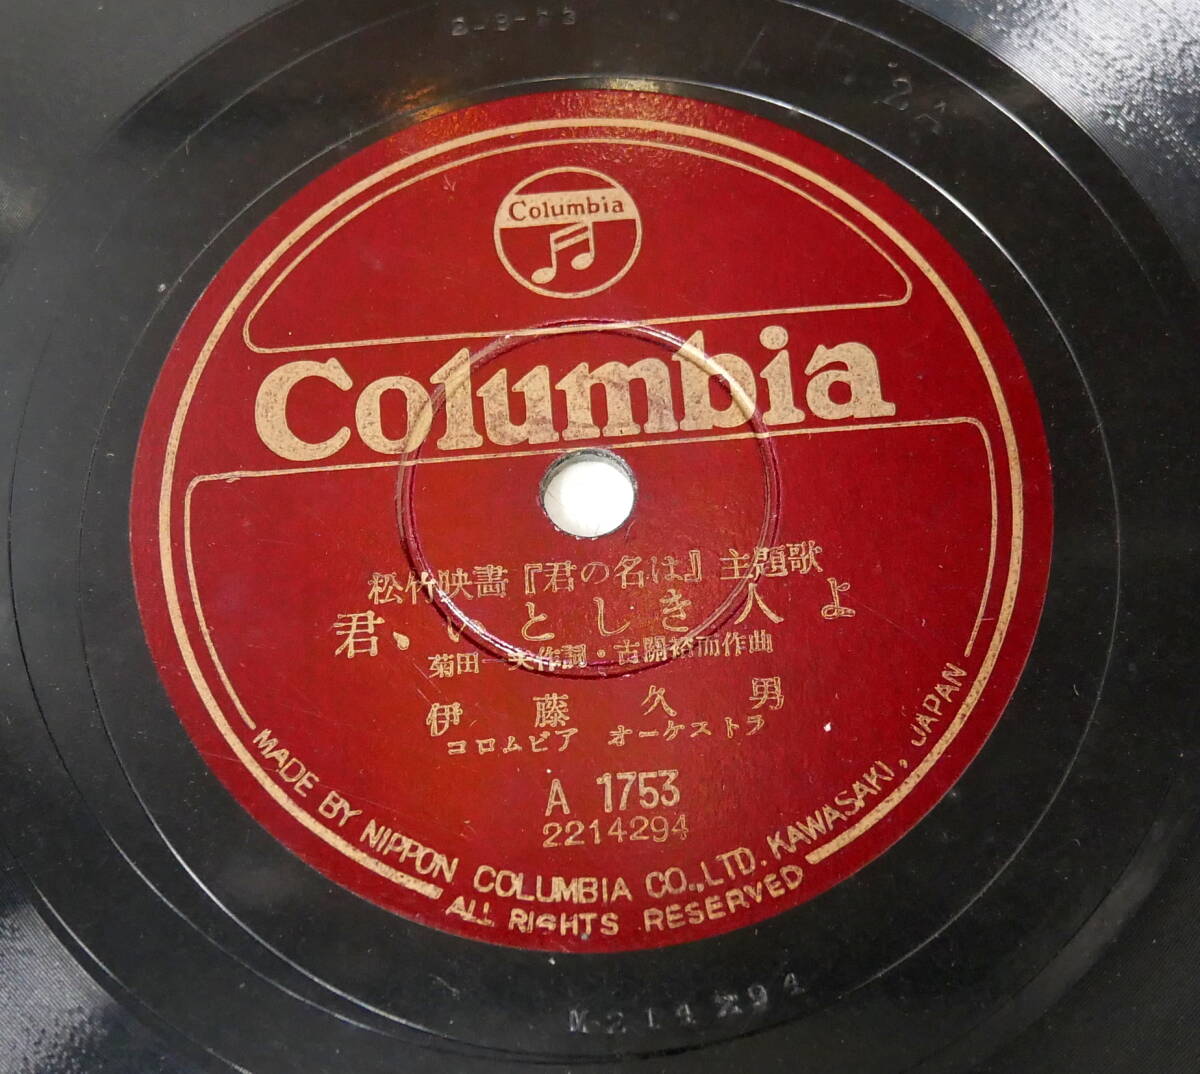 Columbia
Columbia
松竹映畫『君の名は』主題歌
君、いとしき人よ
菊田一夫作詞・古關裕而作曲
伊藤久男
コロムビア オーケストラ
A 1753
2214294
MADE BY NIPPON COLUMBIA CO., LTD. KAWASAKI, JAPAN
ALL RIGHTS RESERVED
214294